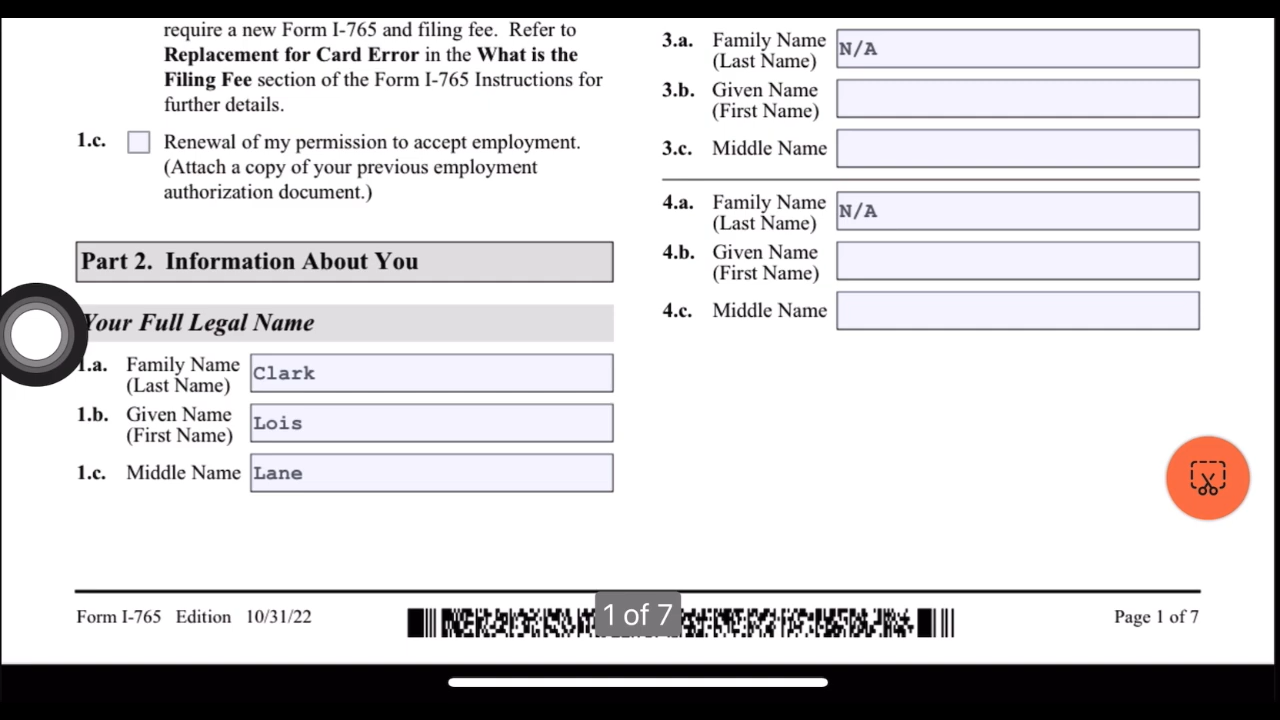 require a new Form I-765 and filing fee.  Refer to
Replacement for Card Error in the What is the
Filing Fee section of the Form I-765 Instructions for
further details.
1.c. Renewal of my permission to accept employment.
(Attach a copy of your previous employment
authorization document.)
Part 2.  Information About You
Your Full Legal Name
1.a. Family Name
(Last Name) Clark
1.b. Given Name
(First Name) Lois
1.c. Middle Name Lane
3.a. Family Name
(Last Name) N/A
3.b. Given Name
(First Name)
3.c. Middle Name
4.a. Family Name
(Last Name) N/A
4.b. Given Name
(First Name)
4.c. Middle Name
Form I-765   Edition   10/31/22
1 of 7
Page 1 of 7